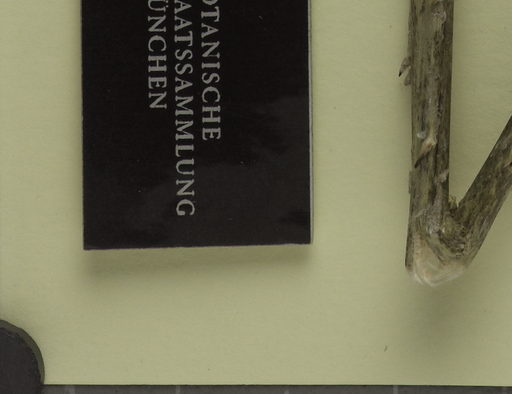 OTANISCHE
AATSSAMMLUNG
ÜNCHEN